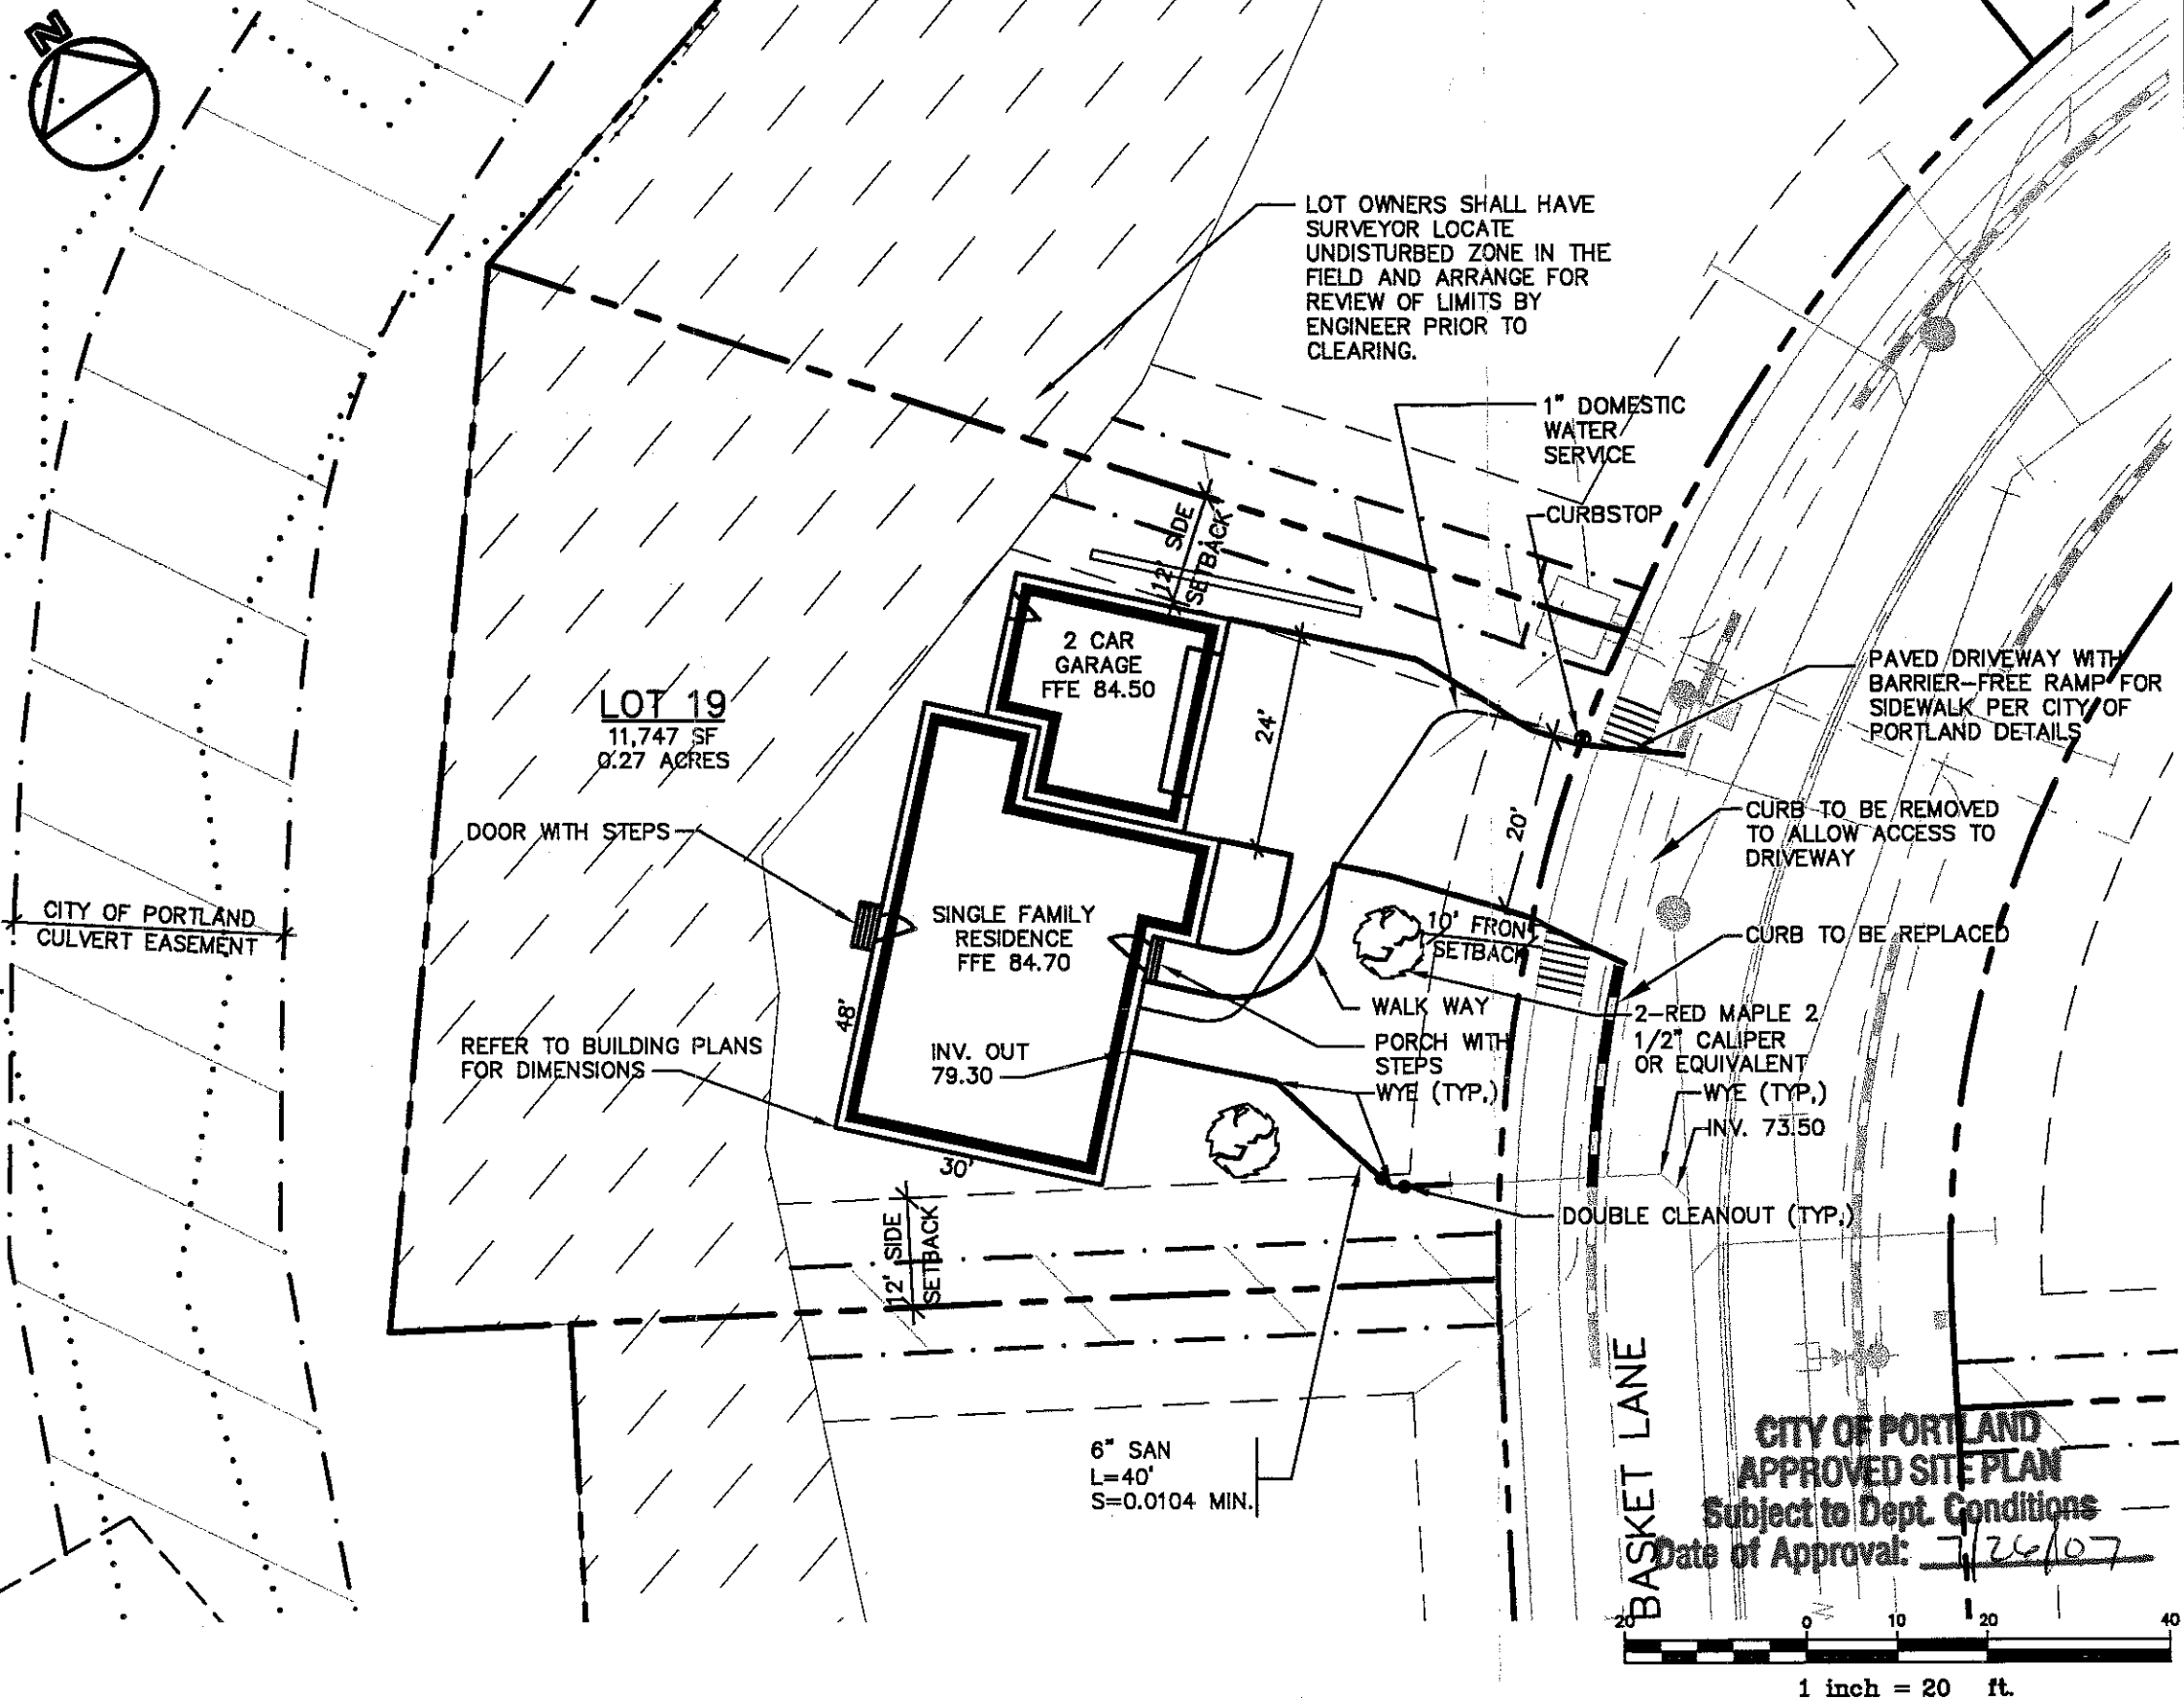 N
LOT OWNERS SHALL HAVE
SURVEYOR LOCATE
UNDISTURBED ZONE IN THE
FIELD AND ARRANGE FOR
REVIEW OF LIMITS BY
ENGINEER PRIOR TO
CLEARING.
1" DOMESTIC
WATER
SERVICE
CURBSTOP
12' SIDE
SETBACK
2 CAR
GARAGE
FFE 84.50
24'
PAVED DRIVEWAY WITH
BARRIER-FREE RAMP FOR
SIDEWALK PER CITY OF
PORTLAND DETAILS
LOT 19
11,747 SF
0.27 ACRES
20'
CURB TO BE REMOVED
TO ALLOW ACCESS TO
DRIVEWAY
DOOR WITH STEPS
CITY OF PORTLAND
CULVERT EASEMENT
SINGLE FAMILY
RESIDENCE
FFE 84.70
10' FRONT
SETBACK
CURB TO BE REPLACED
WALK WAY
2-RED MAPLE 2
1/2" CALIPER
OR EQUIVALENT
48'
REFER TO BUILDING PLANS
FOR DIMENSIONS
INV. OUT
79.30
PORCH WITH
STEPS
WYE (TYP.)
WYE (TYP.)
INV. 73.50
30'
DOUBLE CLEANOUT (TYP.)
12' SIDE
SETBACK
6" SAN
L=40'
S=0.0104 MIN.
BASKET LANE
CITY OF PORTLAND
APPROVED SITE PLAN
Subject to Dept. Conditions
Date of Approval: 7/26/07
20 0 10 20 40
1 inch = 20 ft.